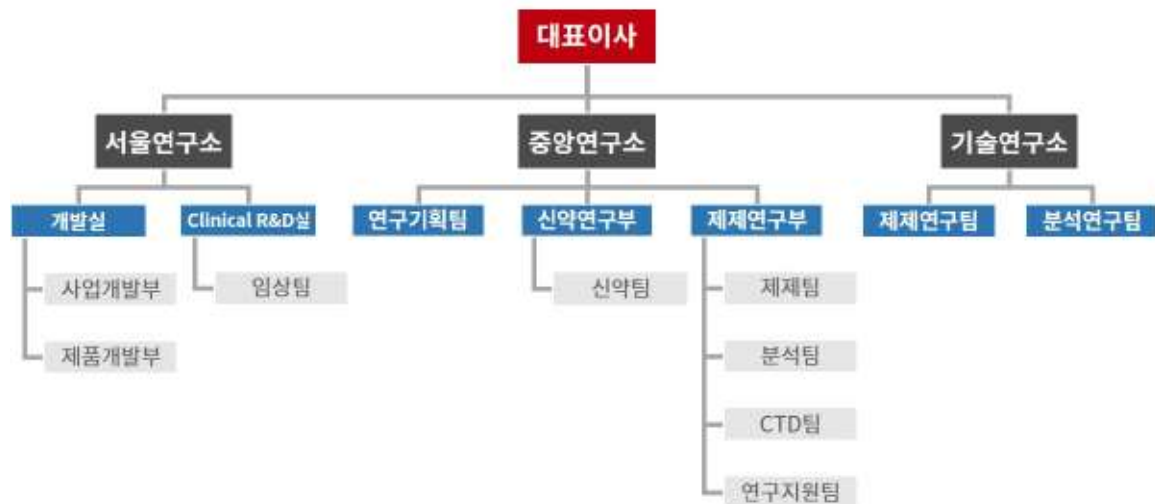 대표이사
서울연구소
중앙연구소
기술연구소
개발실
Clinical R&D실
연구기획팀
신약연구부
제제연구부
제제연구팀
분석연구팀
사업개발부
임상팀
신약팀
제제팀
제품개발부
분석팀
CTD팀
연구지원팀